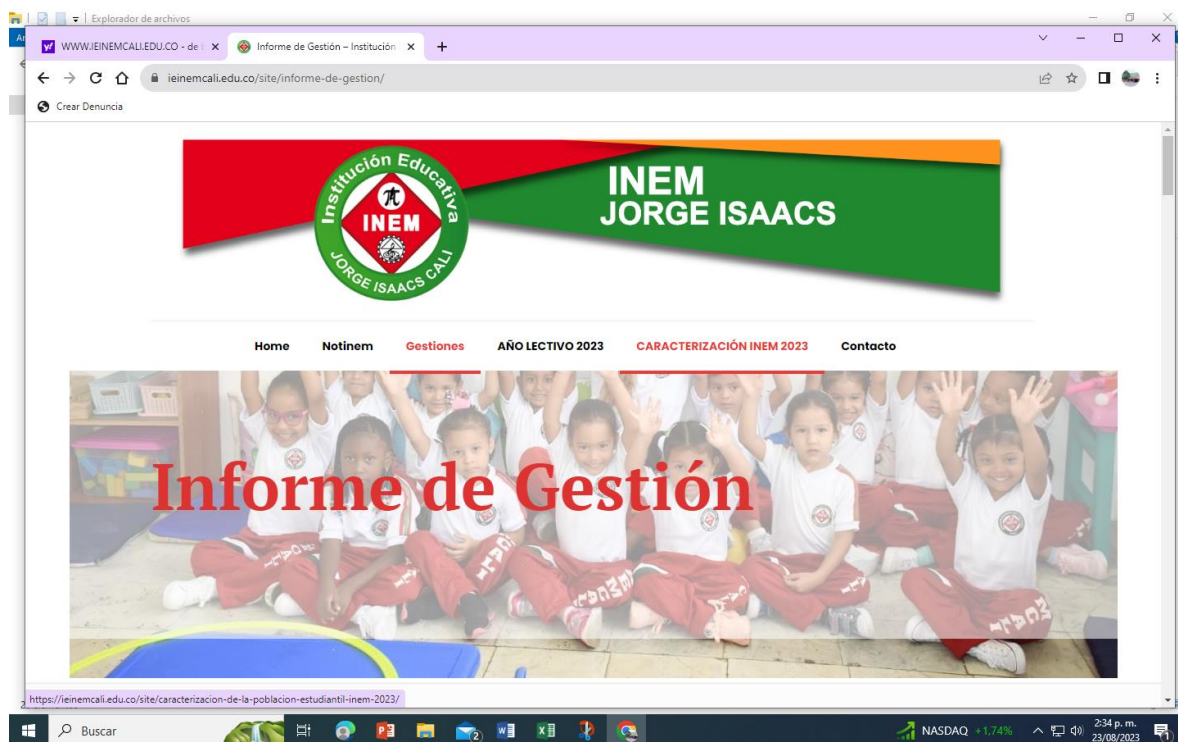 Explorador de archivos
WWW.IEINEMCALI.EDU.CO - de
Informe de Gestión – Institución
ieinemcali.edu.co/site/informe-de-gestion/
Crear Denuncia
Institución Educativa
INEM
JORGE ISAACS CALI
INEM
JORGE ISAACS
Home Notinem Gestiones AÑO LECTIVO 2023 CARACTERIZACIÓN INEM 2023 Contacto
Informe de Gestión
https://ieinemcali.edu.co/site/caracterizacion-de-la-poblacion-estudiantil-inem-2023/
Buscar
NASDAQ +1,74%
2:34 p. m.
23/08/2023